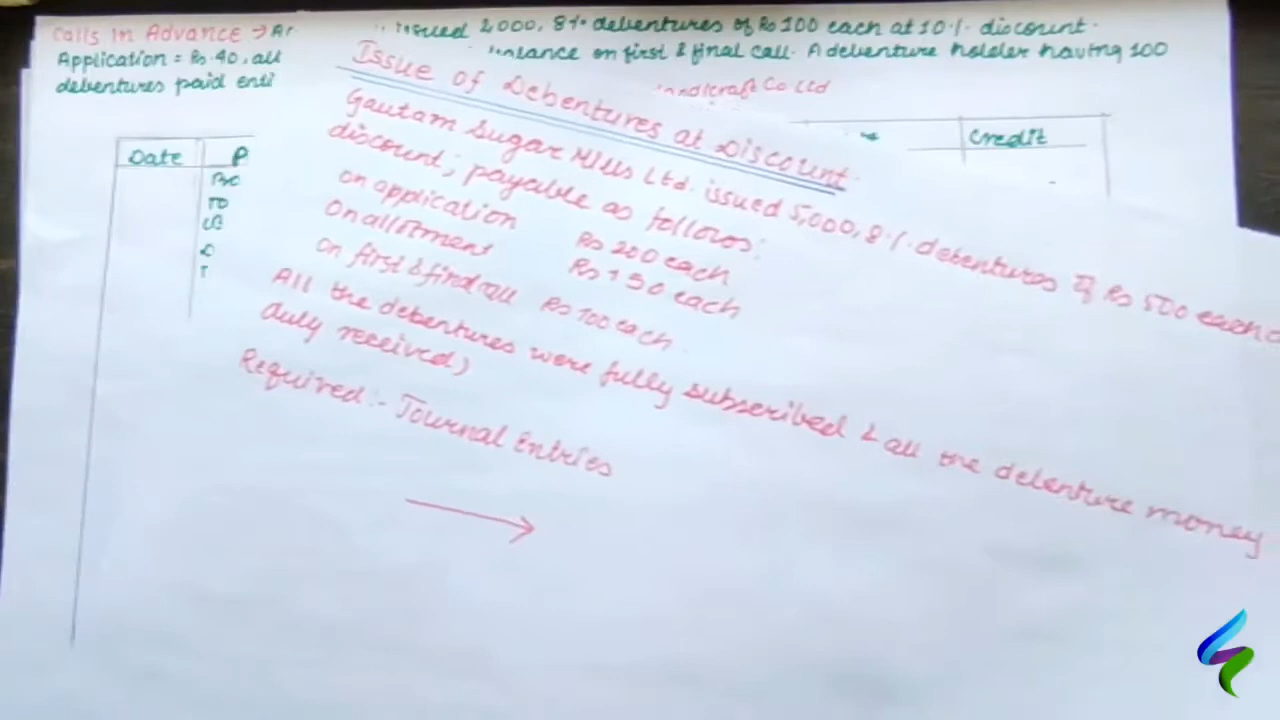 Calls In Advance →
issued 2,000, 8% debentures of Rs 100 each at 10% discount.
Application = Rs. 40, all
on first & final call. A debenture holder having 100
debentures paid
Co Ltd
Issue of Debentures at Discount.
Gautam Sugar Mills Ltd. issued 5,000, 8% debentures of Rs 500 each
discount; payable as follows:
on application Rs 200 each
On allotment Rs 150 each
on first & final call Rs 100 each.
All the debentures were fully subscribed & all the debenture money
duly received)
Required:- Journal Entries
Date P
Credit